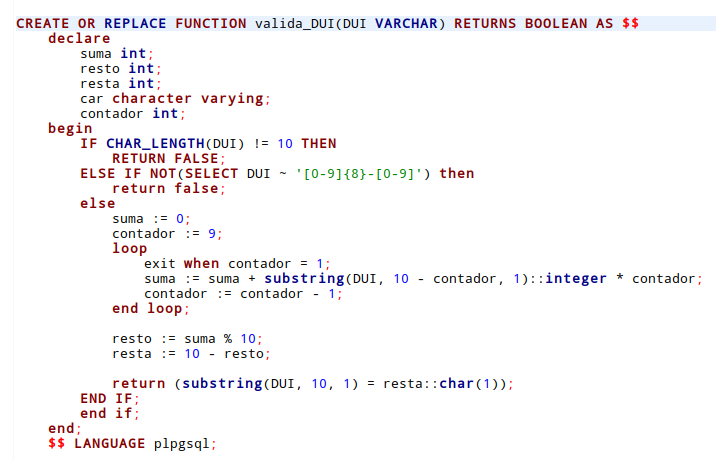 CREATE OR REPLACE FUNCTION valida_DUI(DUI VARCHAR) RETURNS BOOLEAN AS $$
    declare
        suma int;
        resto int;
        resta int;
        car character varying;
        contador int;
    begin
        IF CHAR_LENGTH(DUI) != 10 THEN
            RETURN FALSE;
        ELSE IF NOT(SELECT DUI ~ '[0-9]{8}-[0-9]') then
            return false;
        else
            suma := 0;
            contador := 9;
            loop
                exit when contador = 1;
                suma := suma + substring(DUI, 10 - contador, 1)::integer * contador;
                contador := contador - 1;
            end loop;

            resto := suma % 10;
            resta := 10 - resto;

            return (substring(DUI, 10, 1) = resta::char(1));
        END IF;
        end if;
    end;
    $$ LANGUAGE plpgsql;